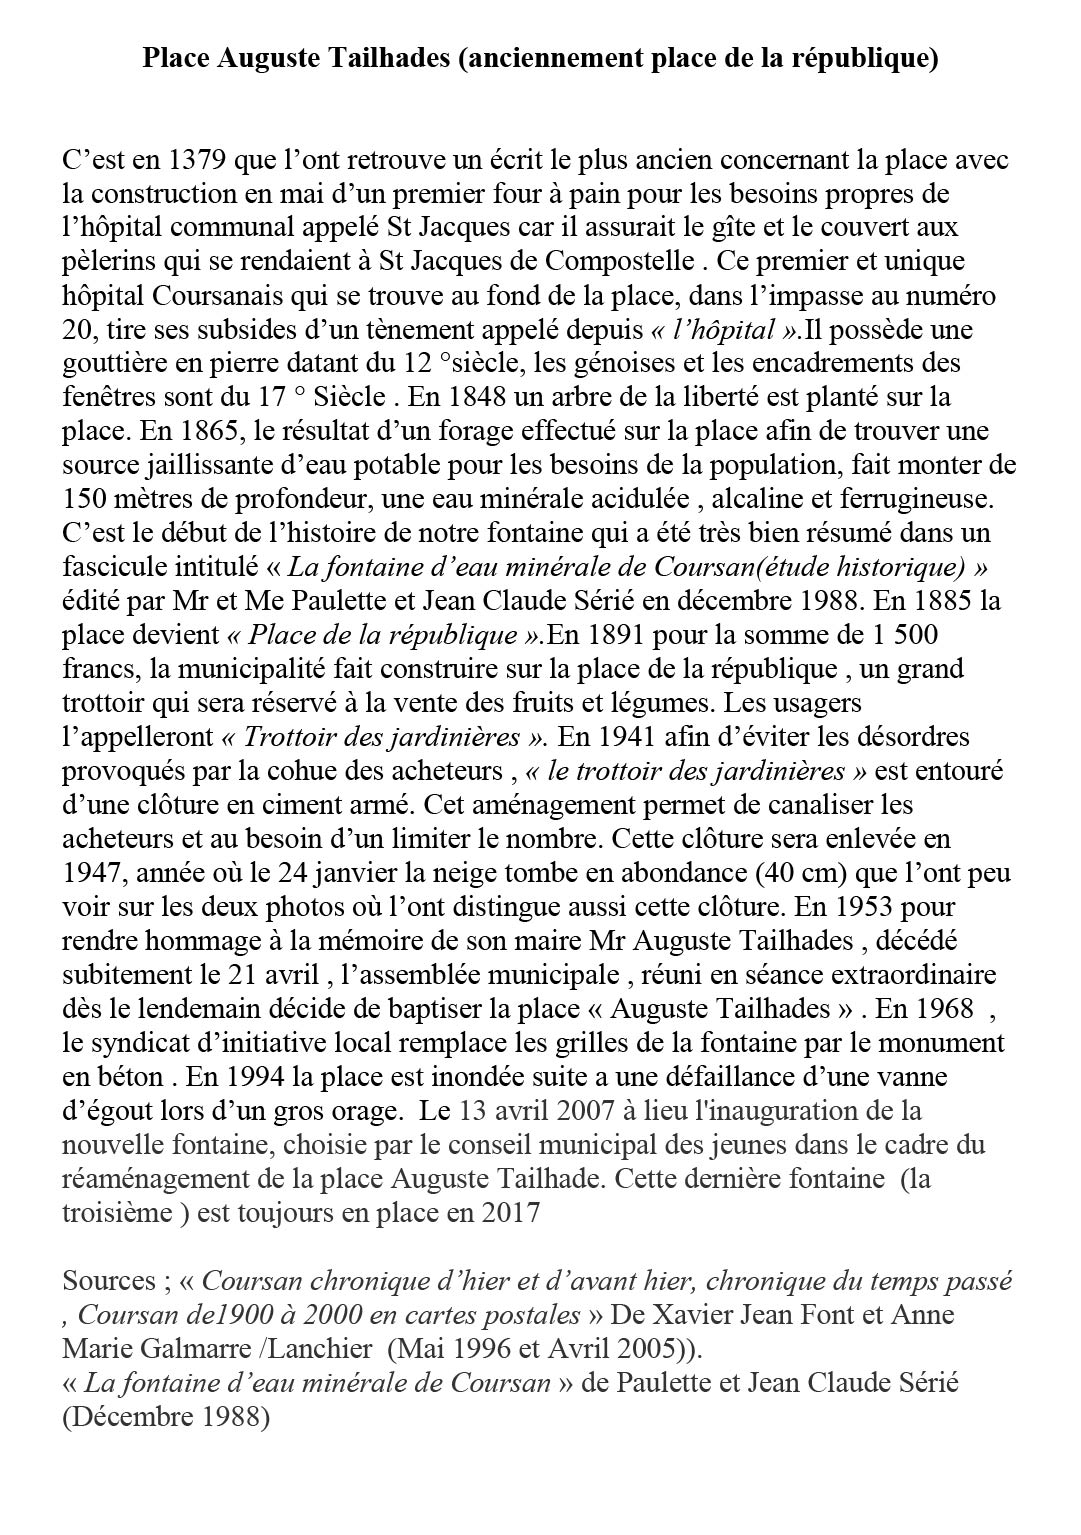 Place Auguste Tailhades (anciennement place de la république)
C’est en 1379 que l’ont retrouve un écrit le plus ancien concernant la place avec
la construction en mai d’un premier four à pain pour les besoins propres de
l’hôpital communal appelé St Jacques car il assurait le gîte et le couvert aux
pèlerins qui se rendaient à St Jacques de Compostelle . Ce premier et unique
hôpital Coursanais qui se trouve au fond de la place, dans l’impasse au numéro
20, tire ses subsides d’un tènement appelé depuis « l’hôpital ».Il possède une
gouttière en pierre datant du 12 °siècle, les génoises et les encadrements des
fenêtres sont du 17 ° Siècle . En 1848 un arbre de la liberté est planté sur la
place. En 1865, le résultat d’un forage effectué sur la place afin de trouver une
source jaillissante d’eau potable pour les besoins de la population, fait monter de
150 mètres de profondeur, une eau minérale acidulée , alcaline et ferrugineuse.
C’est le début de l’histoire de notre fontaine qui a été très bien résumé dans un
fascicule intitulé « La fontaine d’eau minérale de Coursan(étude historique) »
édité par Mr et Me Paulette et Jean Claude Sérié en décembre 1988. En 1885 la
place devient « Place de la république ».En 1891 pour la somme de 1 500
francs, la municipalité fait construire sur la place de la république , un grand
trottoir qui sera réservé à la vente des fruits et légumes. Les usagers
l’appelleront « Trottoir des jardinières ». En 1941 afin d’éviter les désordres
provoqués par la cohue des acheteurs , « le trottoir des jardinières » est entouré
d’une clôture en ciment armé. Cet aménagement permet de canaliser les
acheteurs et au besoin d’un limiter le nombre. Cette clôture sera enlevée en
1947, année où le 24 janvier la neige tombe en abondance (40 cm) que l’ont peu
voir sur les deux photos où l’ont distingue aussi cette clôture. En 1953 pour
rendre hommage à la mémoire de son maire Mr Auguste Tailhades , décédé
subitement le 21 avril , l’assemblée municipale , réuni en séance extraordinaire
dès le lendemain décide de baptiser la place « Auguste Tailhades » . En 1968  ,
le syndicat d’initiative local remplace les grilles de la fontaine par le monument
en béton . En 1994 la place est inondée suite a une défaillance d’une vanne
d’égout lors d’un gros orage.  Le 13 avril 2007 à lieu l'inauguration de la
nouvelle fontaine, choisie par le conseil municipal des jeunes dans le cadre du
réaménagement de la place Auguste Tailhade. Cette dernière fontaine  (la
troisième ) est toujours en place en 2017
Sources ; « Coursan chronique d’hier et d’avant hier, chronique du temps passé
, Coursan de1900 à 2000 en cartes postales » De Xavier Jean Font et Anne
Marie Galmarre /Lanchier  (Mai 1996 et Avril 2005)).
« La fontaine d’eau minérale de Coursan » de Paulette et Jean Claude Sérié
(Décembre 1988)